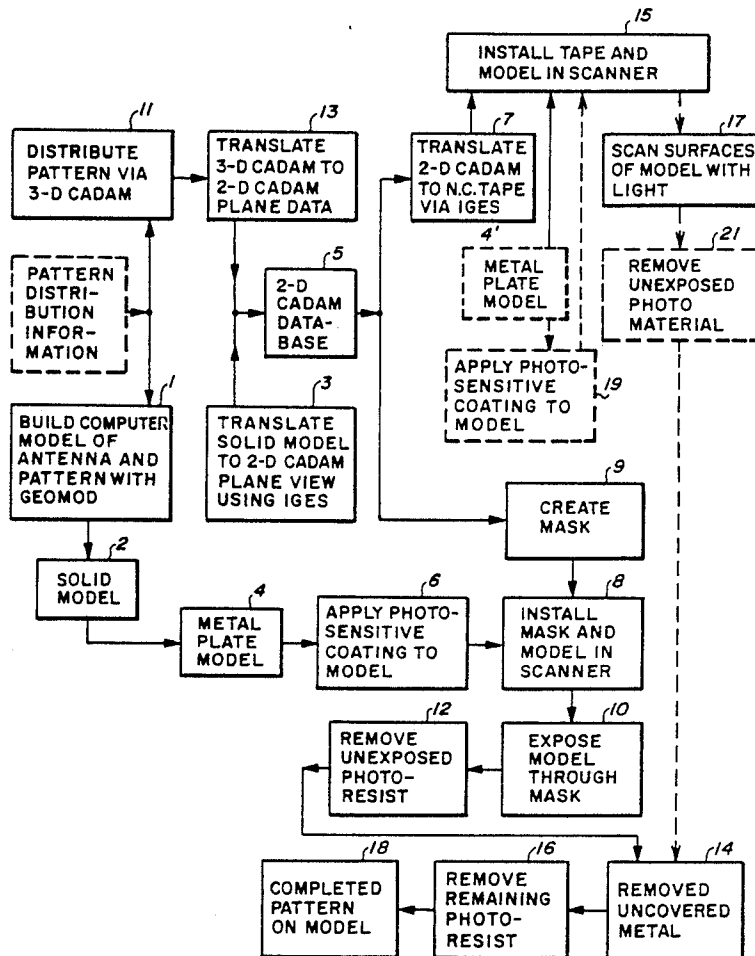 15
INSTALL TAPE AND
MODEL IN SCANNER
11
DISTRIBUTE
PATTERN VIA
3-D CADAM
13
TRANSLATE
3-D CADAM TO
2-D CADAM
PLANE DATA
7
TRANSLATE
2-D CADAM
TO N.C. TAPE
VIA IGES
17
SCAN SURFACES
OF MODEL WITH
LIGHT
PATTERN
DISTRI-
BUTION
INFOR-
MATION
5
2-D
CADAM
DATA-
BASE
4'
METAL
PLATE
MODEL
21
REMOVE
UNEXPOSED
PHOTO
MATERIAL
APPLY PHOTO-
SENSITIVE
COATING TO
MODEL
19
1
BUILD COMPUTER
MODEL OF
ANTENNA AND
PATTERN WITH
GEOMOD
3
TRANSLATE
SOLID MODEL
TO 2-D CADAM
PLANE VIEW
USING IGES
9
CREATE
MASK
2
SOLID
MODEL
4
METAL
PLATE
MODEL
6
APPLY PHOTO-
SENSITIVE
COATING TO
MODEL
8
INSTALL
MASK AND
MODEL IN
SCANNER
12
REMOVE
UNEXPOSED
PHOTO-
RESIST
10
EXPOSE
MODEL
THROUGH
MASK
18
COMPLETED
PATTERN
ON MODEL
16
REMOVE
REMAINING
PHOTO-
RESIST
14
REMOVED
UNCOVERED
METAL